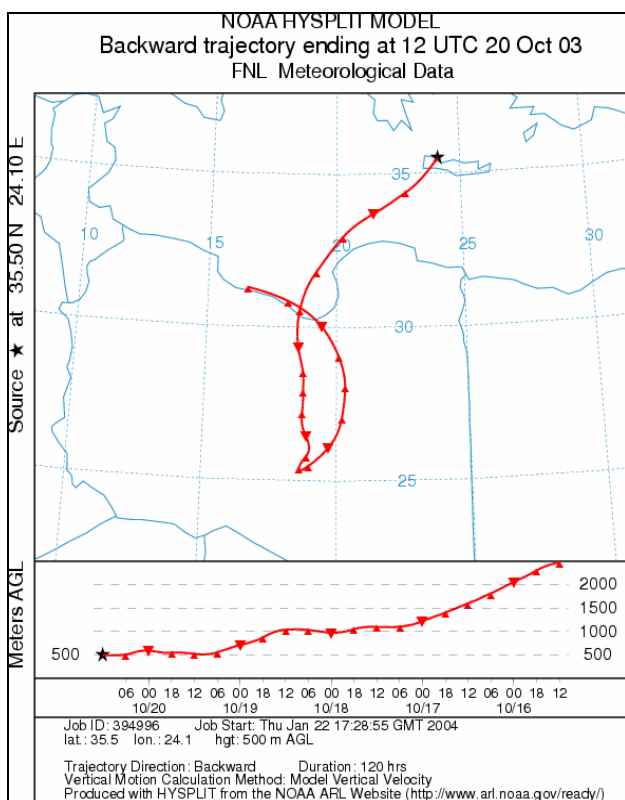 NOAA HYSPLIT MODEL
Backward trajectory ending at 12 UTC 20 Oct 03
FNL Meteorological Data
Source ★ at 35.50 N 24.10 E
35
10
15
20
25
30
30
25
Meters AGL
2000
1500
1000
500
500
06 00 18 12 06 00 18 12 06 00 18 12 06 00 18 12 06 00 18 12
10/20 10/19 10/18 10/17 10/16
Job ID: 394996 Job Start: Thu Jan 22 17:28:55 GMT 2004
lat.: 35.5 lon.: 24.1 hgt: 500 m AGL
Trajectory Direction: Backward Duration: 120 hrs
Vertical Motion Calculation Method: Model Vertical Velocity
Produced with HYSPLIT from the NOAA ARL Website (http://www.arl.noaa.gov/ready/)